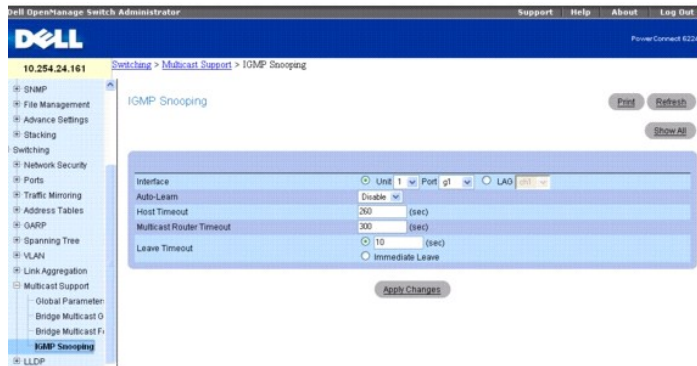 Dell OpenManage Switch Administrator
Support Help About Log Out
DELL
PowerConnect 6224
10.254.24.161
Switching > Multicast Support > IGMP Snooping
SNMP
File Management
Advance Settings
Stacking
Switching
Network Security
Ports
Traffic Mirroring
Address Tables
GARP
Spanning Tree
VLAN
Link Aggregation
Multicast Support
Global Parameter
Bridge Multicast G
Bridge Multicast F
IGMP Snooping
LLDP
IGMP Snooping
Print Refresh
Show All
Interface Unit 1 Port g1 LAG ch1
Auto-Learn Disable
Host Timeout 260 (sec)
Multicast Router Timeout 300 (sec)
Leave Timeout 10 (sec)
Immediate Leave
Apply Changes